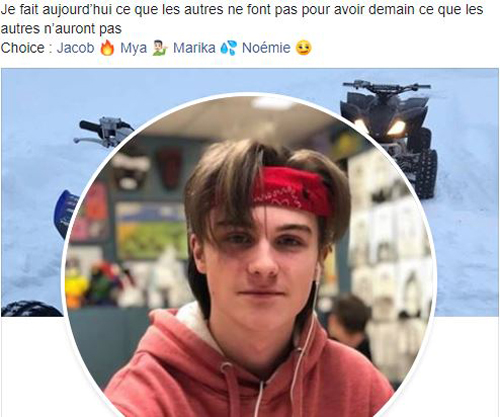 Je fait aujourd'hui ce que les autres ne font pas pour avoir demain ce que les
autres n'auront pas
Choice : Jacob 🔥 Mya 💁🏻‍♂️ Marika 💦 Noémie 🤒